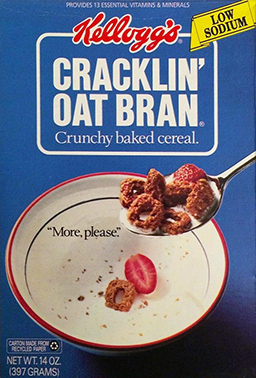 PROVIDES 13 ESSENTIAL VITAMINS & MINERALS
Kellogg's®
LOW
SODIUM
CRACKLIN'
OAT BRAN®
Crunchy baked cereal.
"More, please."
CARTON MADE FROM
RECYCLED PAPER
NET WT. 14 OZ.
(397 GRAMS)